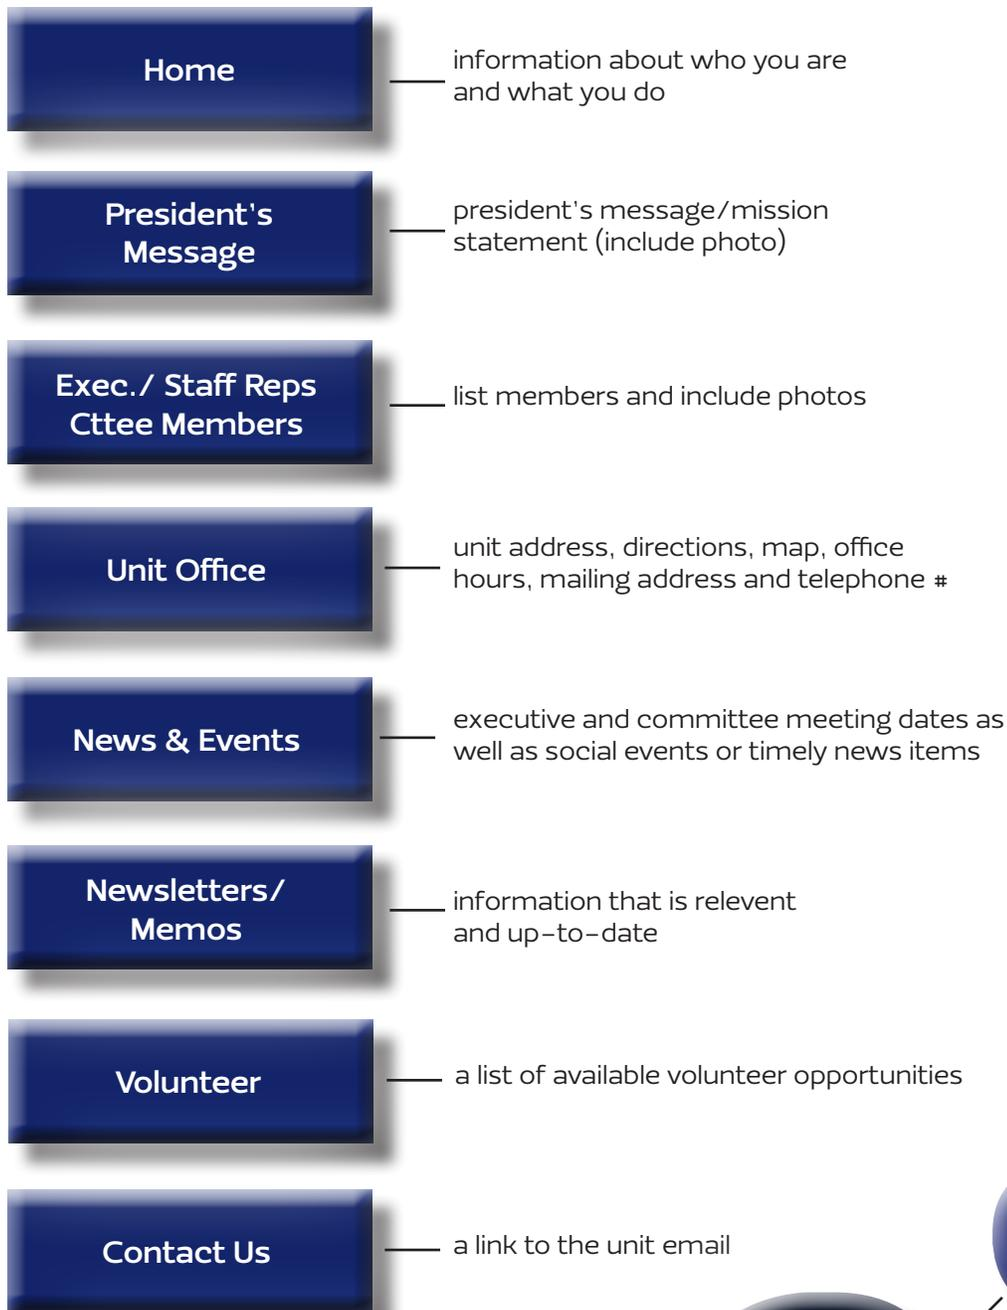 Home
information about who you are
and what you do
President's
Message
president's message/mission
statement (include photo)
Exec./ Staff Reps
Cttee Members
list members and include photos
Unit Office
unit address, directions, map, office
hours, mailing address and telephone #
News & Events
executive and committee meeting dates as
well as social events or timely news items
Newsletters/
Memos
information that is relevent
and up-to-date
Volunteer
a list of available volunteer opportunities
Contact Us
a link to the unit email